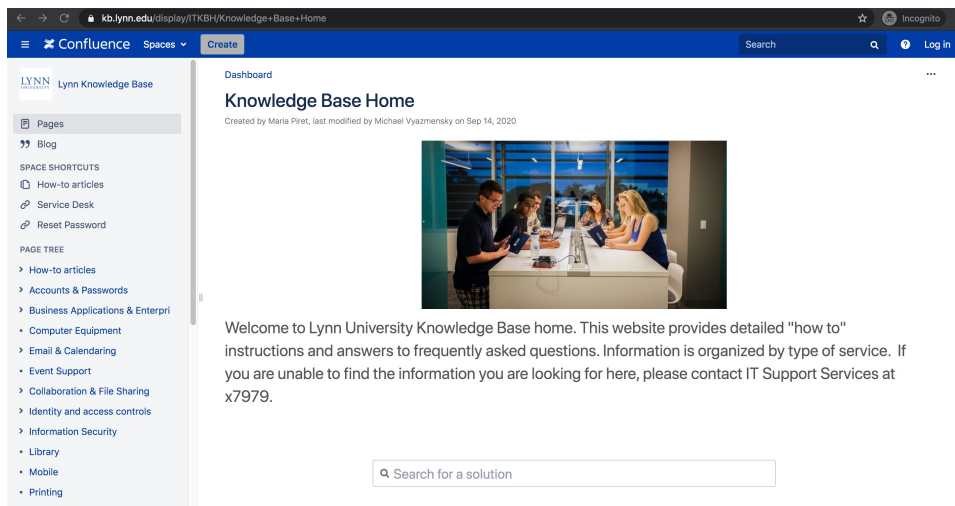 kb.lynn.edu/display/ITKBH/Knowledge+Base+Home
Incognito
Confluence Spaces Create Search ? Log in
LYNN
UNIVERSITY
Lynn Knowledge Base
Pages
Blog
SPACE SHORTCUTS
How-to articles
Service Desk
Reset Password
PAGE TREE
How-to articles
Accounts & Passwords
Business Applications & Enterpri
Computer Equipment
Email & Calendaring
Event Support
Collaboration & File Sharing
Identity and access controls
Information Security
Library
Mobile
Printing
Dashboard
Knowledge Base Home
Created by Maria Piret, last modified by Michael Vyazmensky on Sep 14, 2020
Welcome to Lynn University Knowledge Base home. This website provides detailed "how to"
instructions and answers to frequently asked questions. Information is organized by type of service. If
you are unable to find the information you are looking for here, please contact IT Support Services at
x7979.
Search for a solution